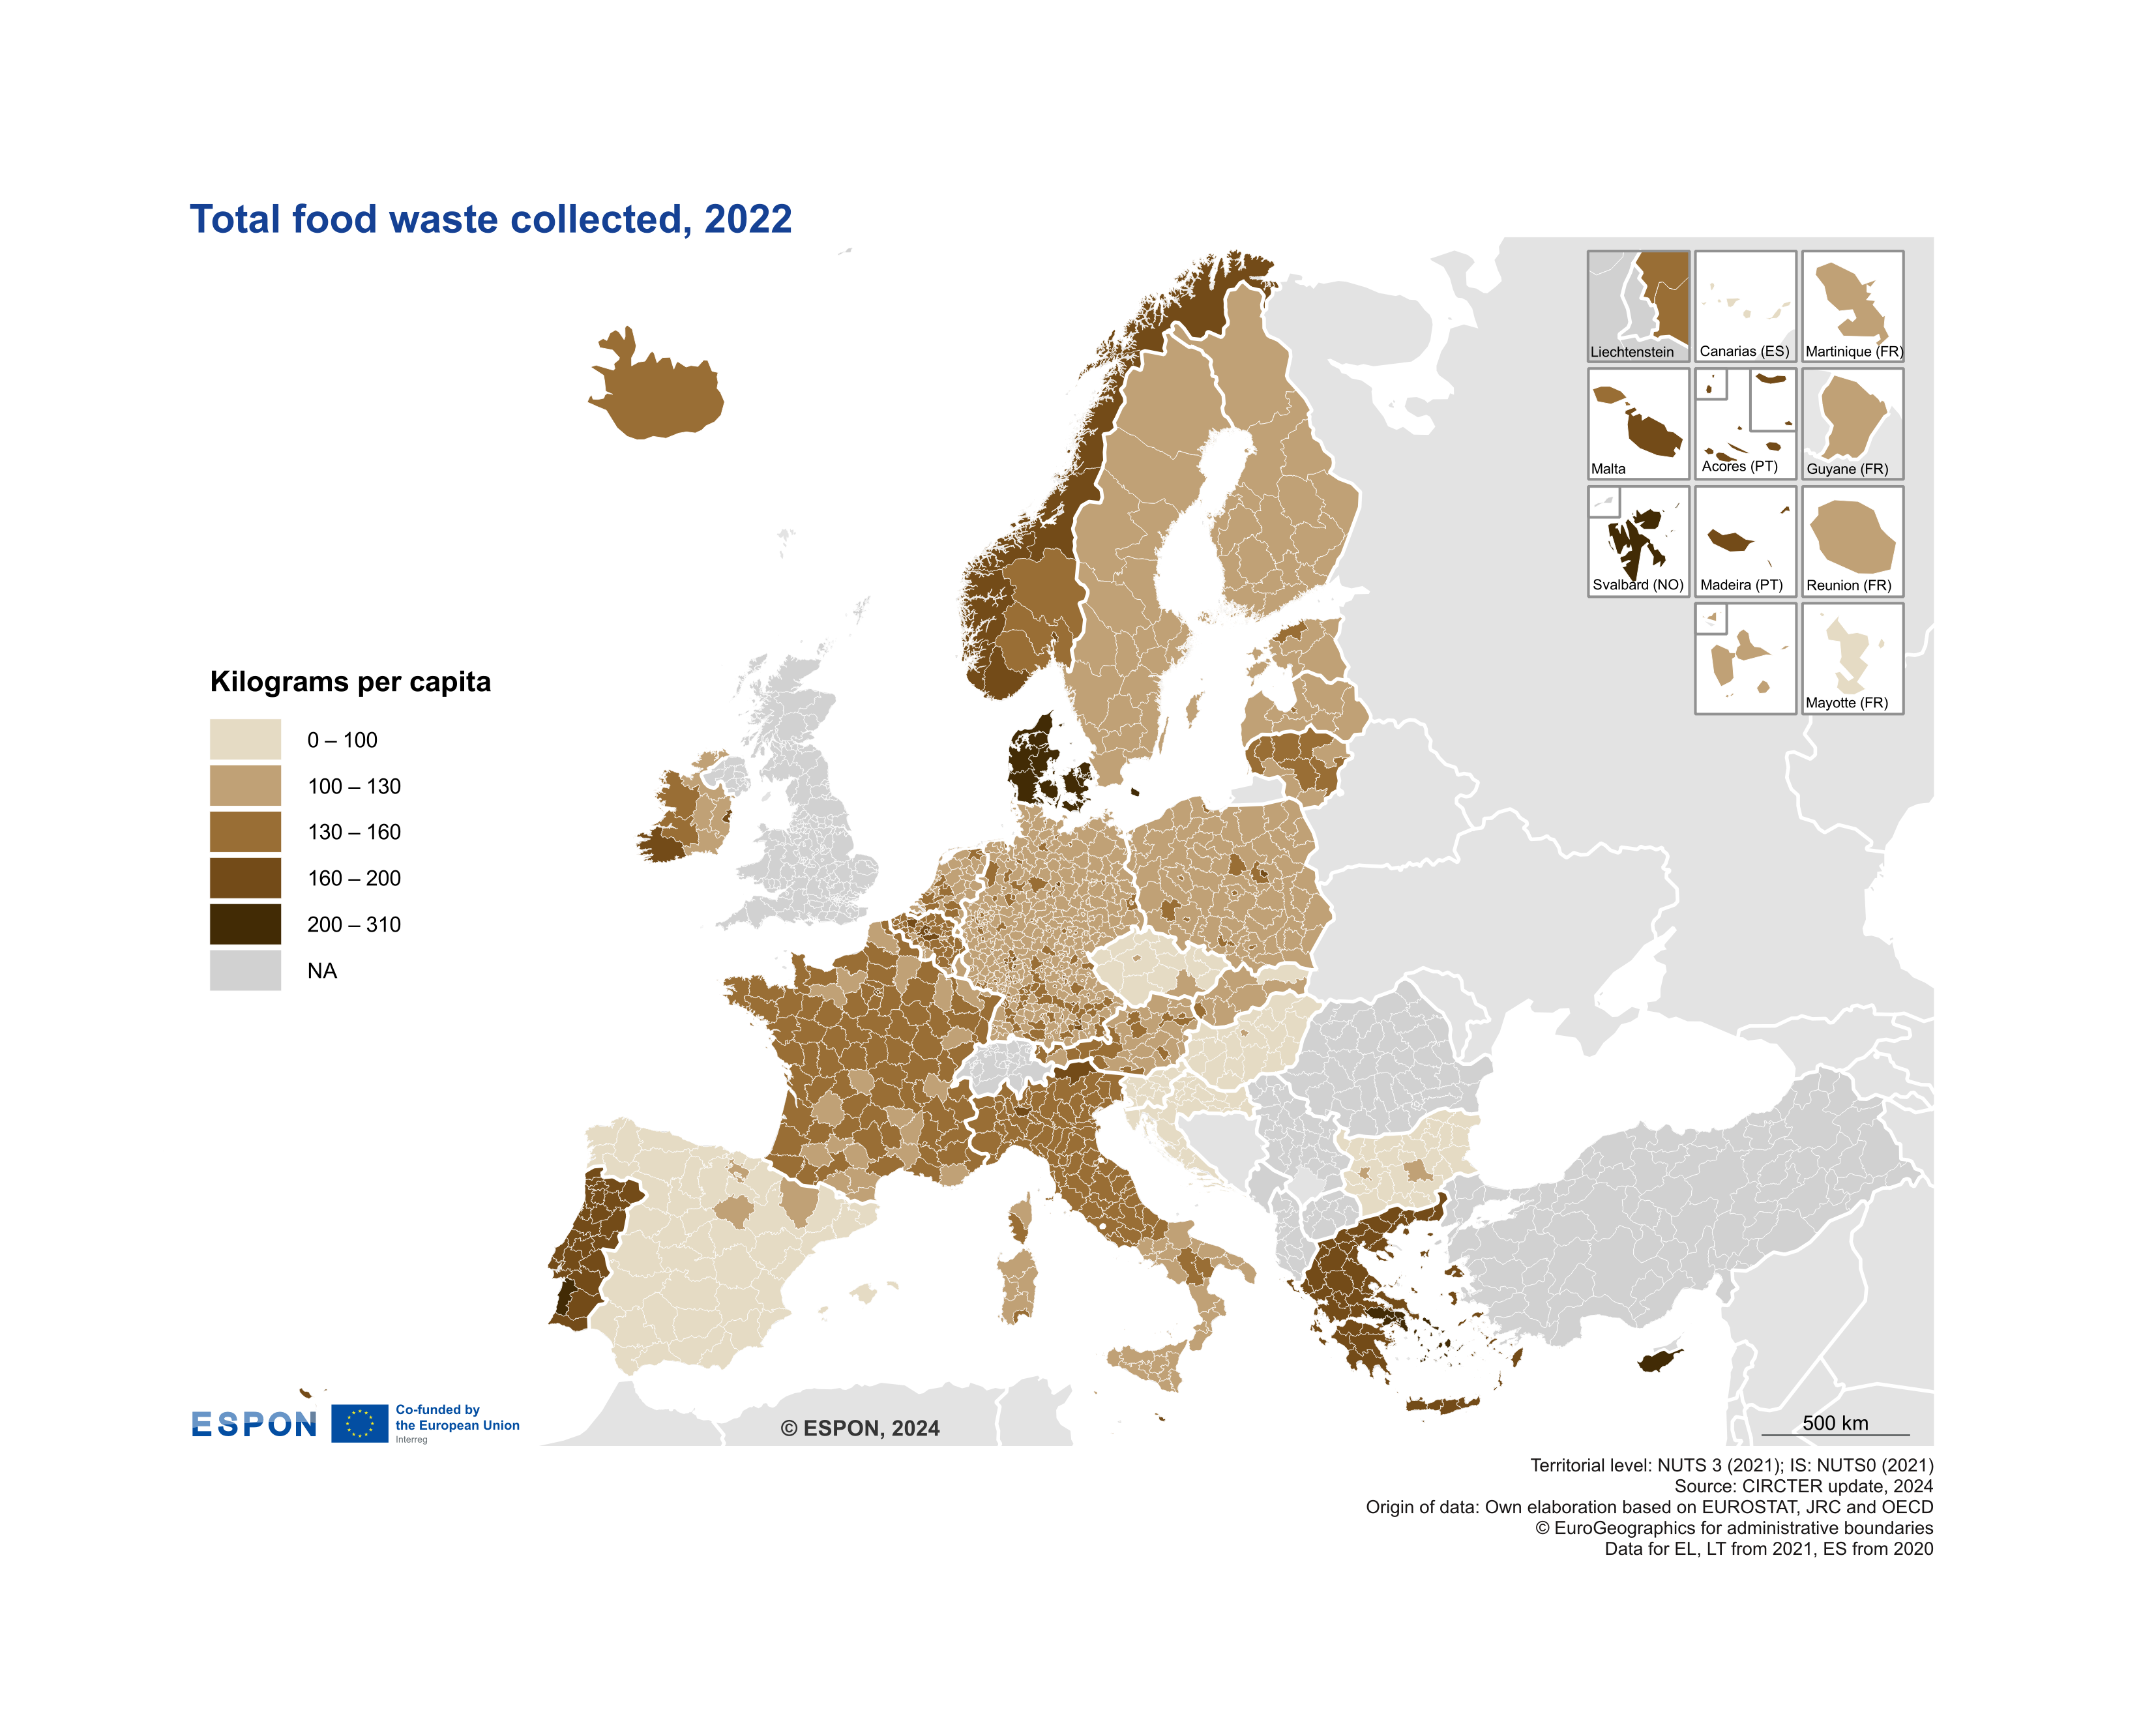 Total food waste collected, 2022
Liechtenstein
Canarias (ES)
Martinique (FR)
Malta
Acores (PT)
Guyane (FR)
Svalbard (NO)
Madeira (PT)
Reunion (FR)
Mayotte (FR)
Kilograms per capita
0 – 100
100 – 130
130 – 160
160 – 200
200 – 310
NA
ESPON
Co-funded by
the European Union
Interreg
© ESPON, 2024
500 km
Territorial level: NUTS 3 (2021); IS: NUTS0 (2021)
Source: CIRCTER update, 2024
Origin of data: Own elaboration based on EUROSTAT, JRC and OECD
© EuroGeographics for administrative boundaries
Data for EL, LT from 2021, ES from 2020